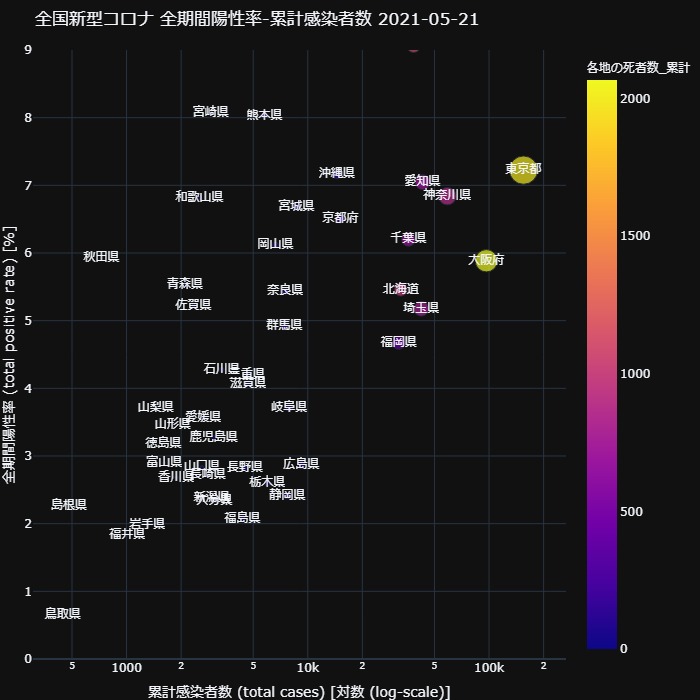 全国新型コロナ 全期間陽性率-累計感染者数 2021-05-21
各地の死者数_累計
9
8
7
6
5
4
3
2
1
0
全期間陽性率 (total positive rate) [%]
宮崎県 熊本県
沖縄県 愛知県 東京都
和歌山県 宮城県 神奈川県
京都府
岡山県 千葉県
秋田県 大阪府
青森県 奈良県 北海道
佐賀県 埼玉県
群馬県
福岡県
石川県 三重県
滋賀県
山梨県 岐阜県
愛媛県
山形県
鹿児島県
徳島県
富山県 山口県 長野県 広島県
香川県 長崎県
栃木県
新潟県 静岡県
大分県
島根県
福島県
岩手県
福井県
鳥取県
5 1000 2 5 10k 2 5 100k 2
累計感染者数 (total cases) [対数 (log-scale)]
2000
1500
1000
500
0